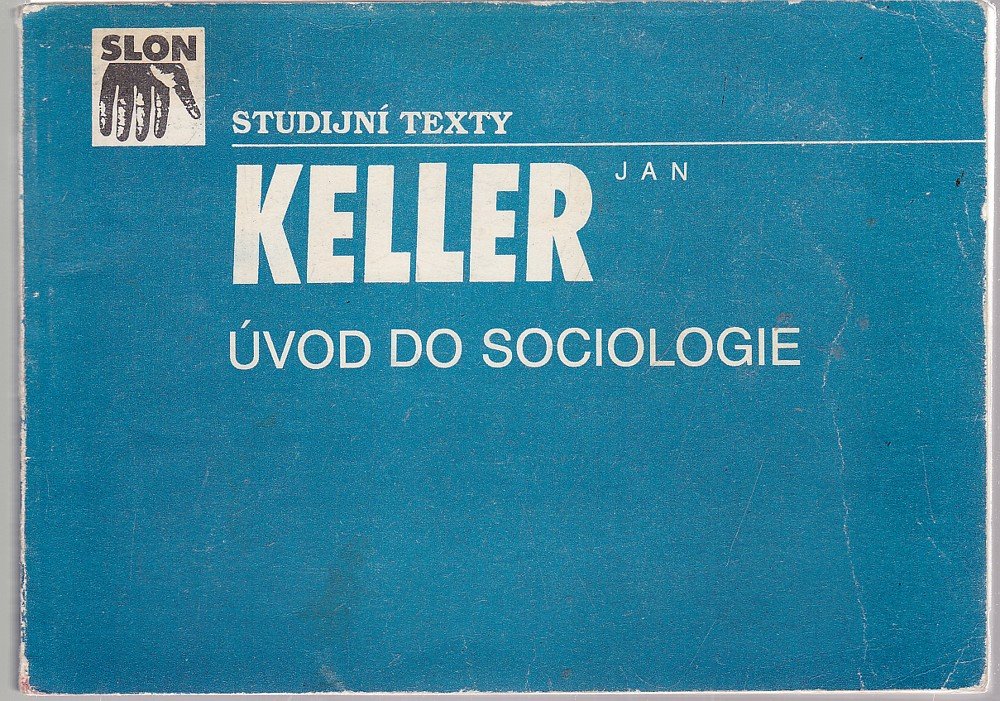 SLON
STUDIJNÍ TEXTY
KELLER JAN
ÚVOD DO SOCIOLOGIE